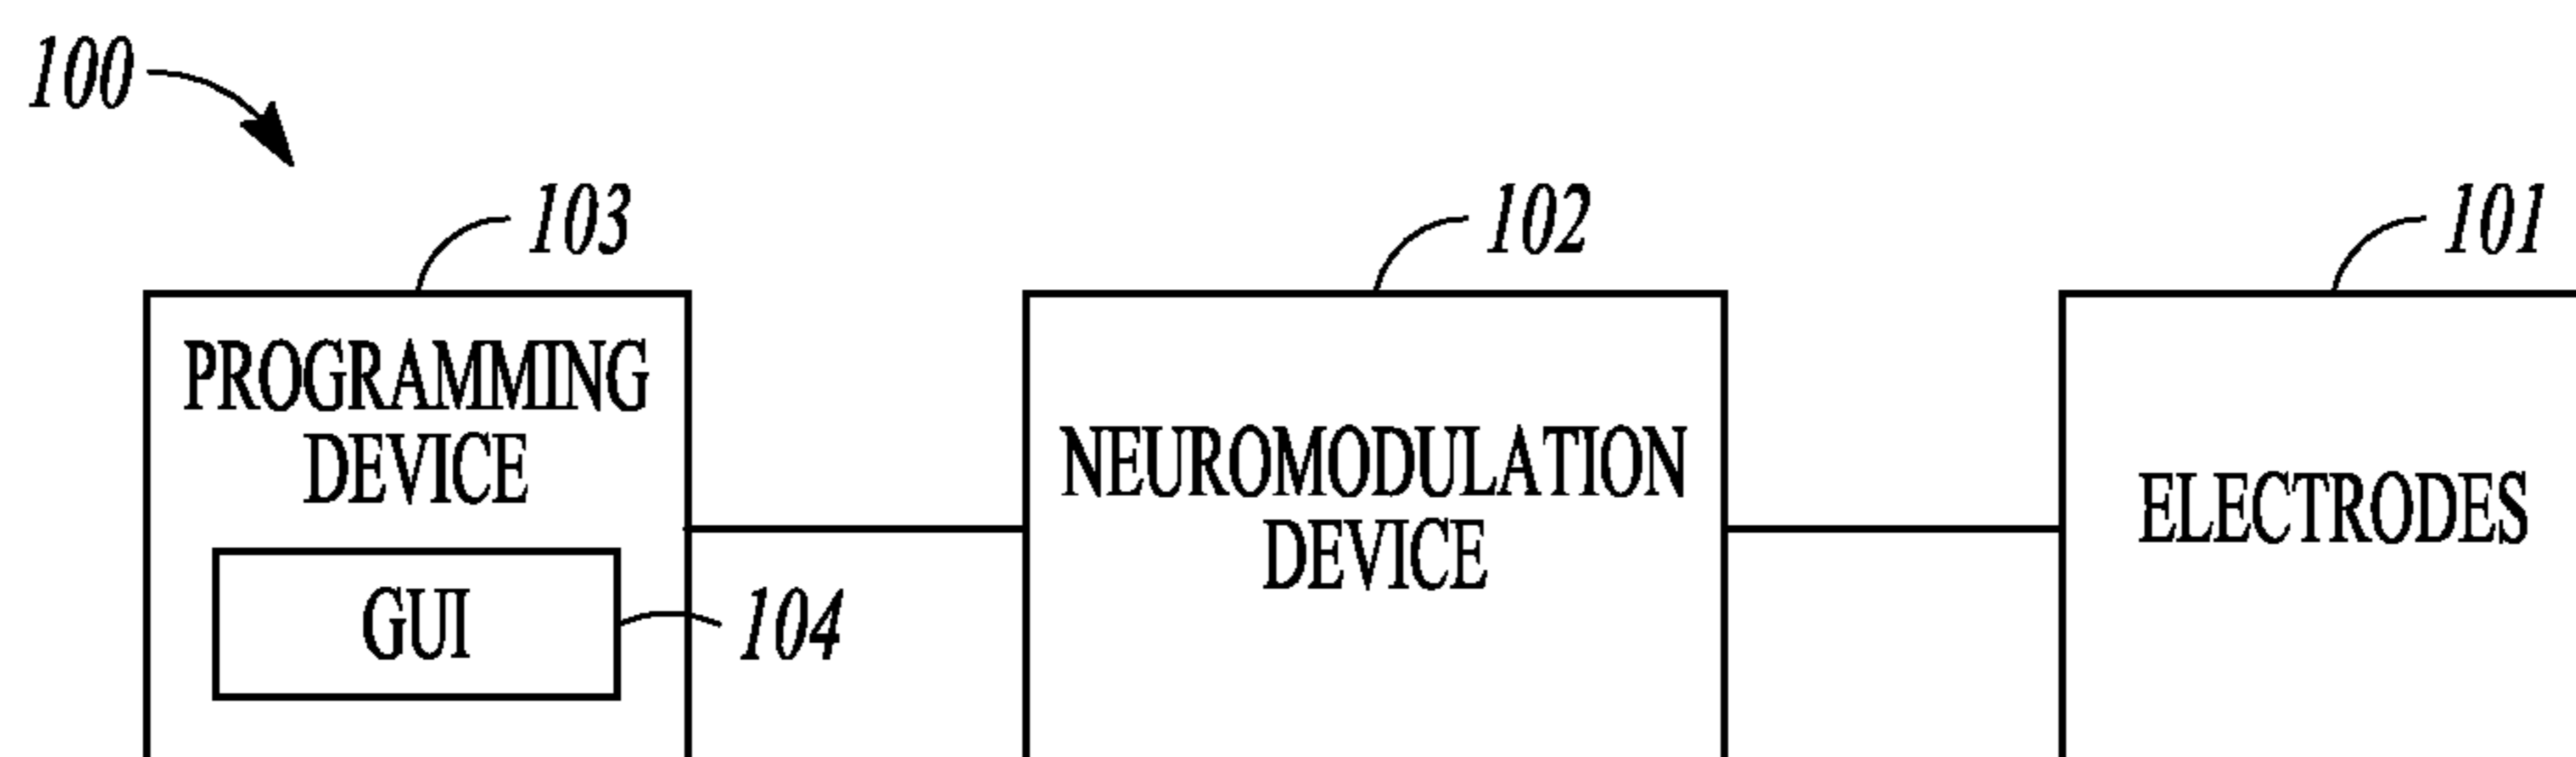 100
103
102
101
PROGRAMMING
DEVICE
GUI
104
NEUROMODULATION
DEVICE
ELECTRODES